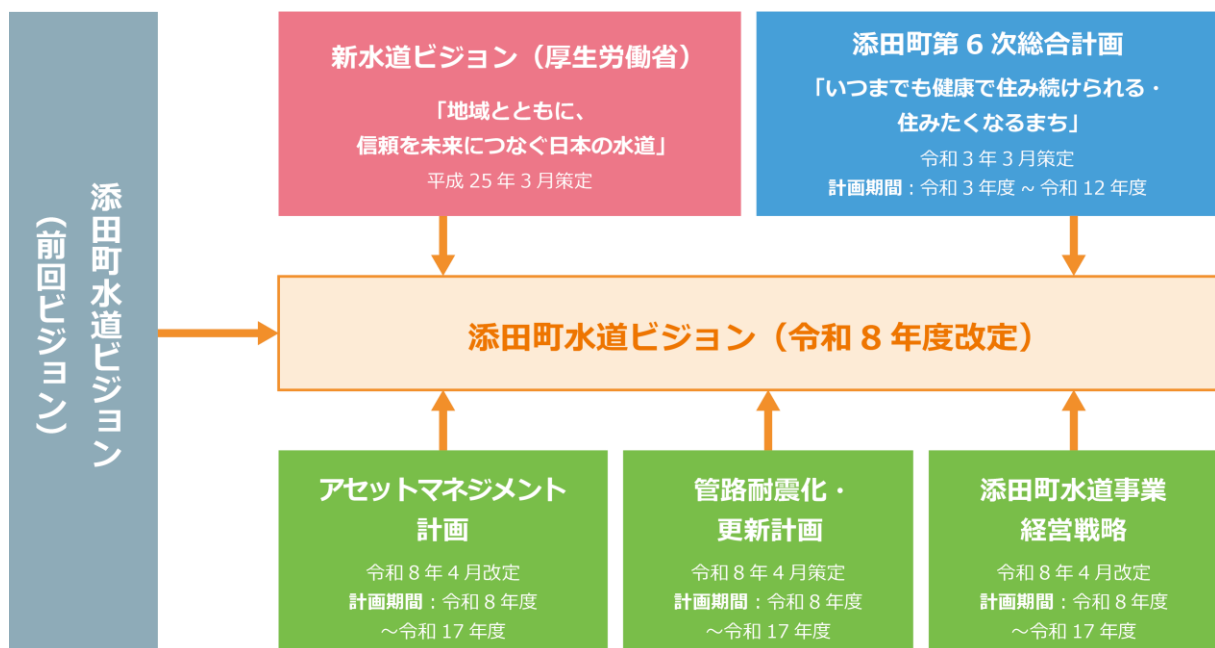 添田町水道ビジョン
（前回ビジョン）
新水道ビジョン（厚生労働省）
「地域とともに、
信頼を未来につなぐ日本の水道」
平成 25 年 3 月策定
添田町第 6 次総合計画
「いつまでも健康で住み続けられる・
住みたくなるまち」
令和 3 年 3 月策定
計画期間：令和 3 年度 ~ 令和 12 年度
添田町水道ビジョン（令和 8 年度改定）
アセットマネジメント
計画
令和 8 年 4 月改定
計画期間：令和 8 年度
～令和 17 年度
管路耐震化・
更新計画
令和 8 年 4 月策定
計画期間：令和 8 年度
～令和 17 年度
添田町水道事業
経営戦略
令和 8 年 4 月改定
計画期間：令和 8 年度
～令和 17 年度